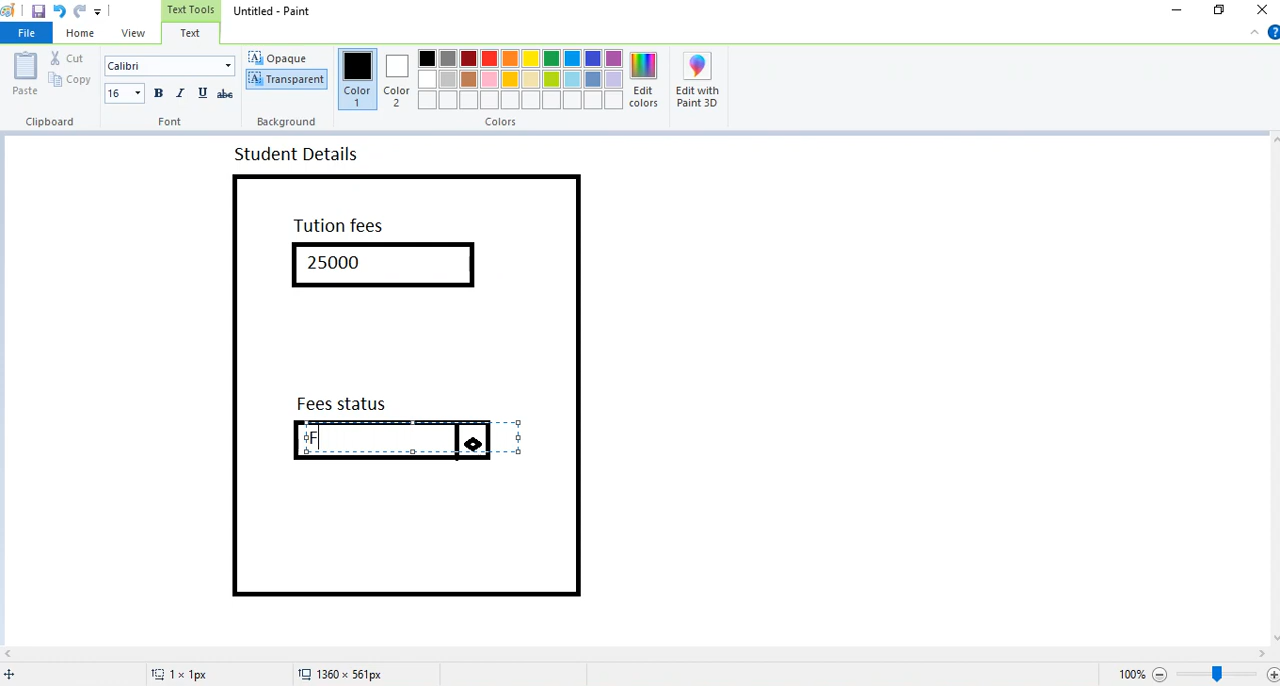 Text Tools
Untitled - Paint
File
Home
View
Text
Paste
Cut
Copy
Clipboard
Calibri
16
B I U abc
Font
A Opaque
A Transparent
Background
Color 1
Color 2
Edit colors
Colors
Edit with Paint 3D
?
Student Details
Tution fees
25000
Fees status
F
1 × 1px
1360 × 561px
100%